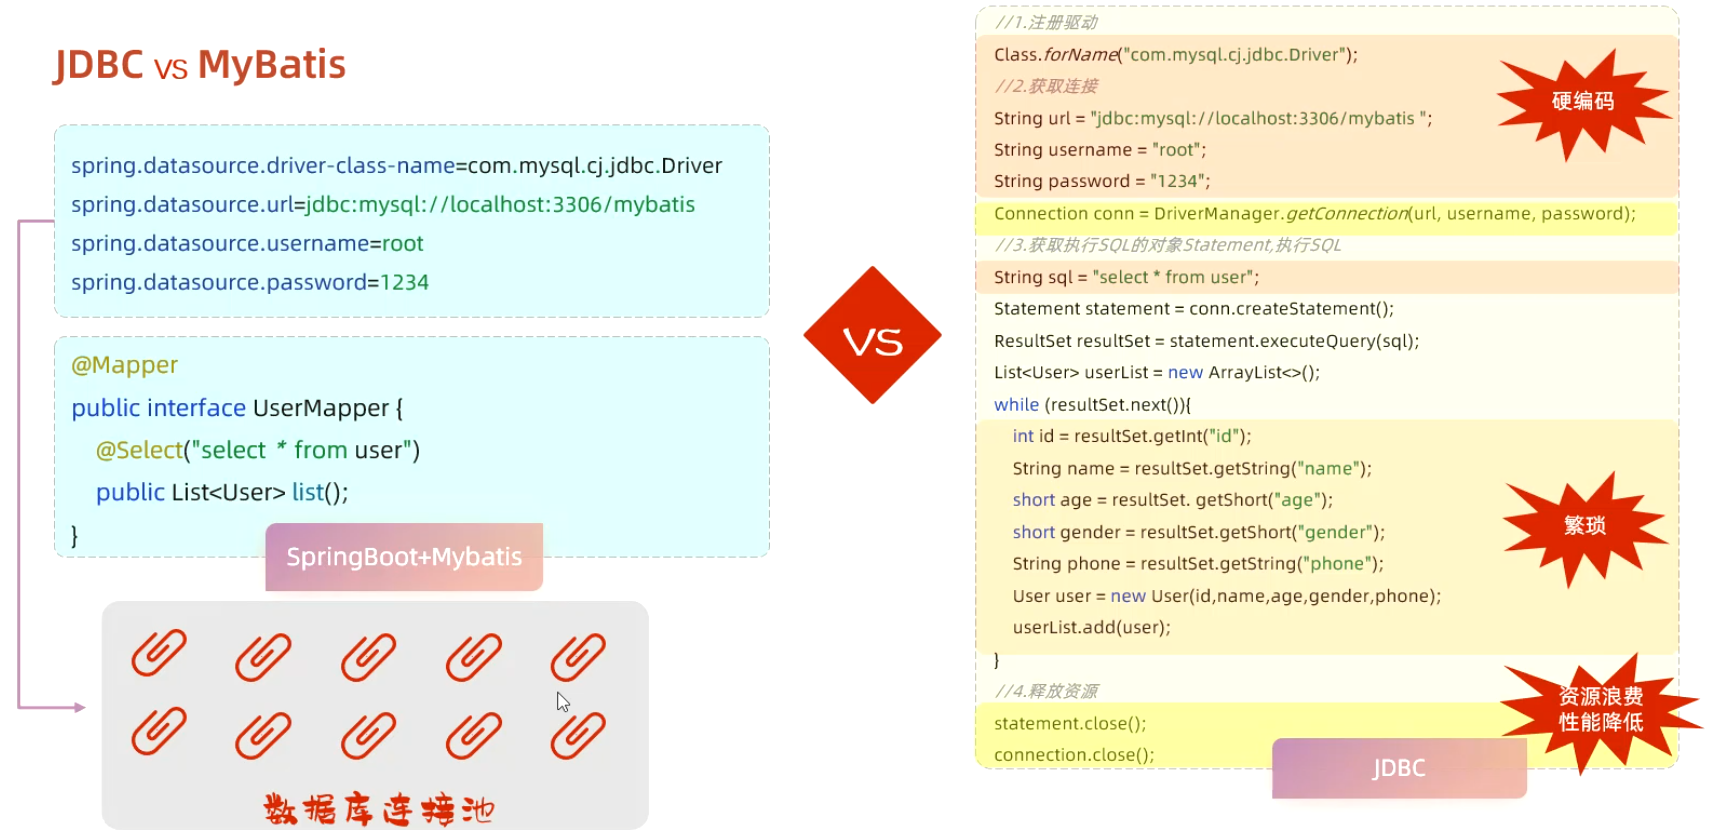 JDBC vs MyBatis
spring.datasource.driver-class-name=com.mysql.cj.jdbc.Driver
spring.datasource.url=jdbc:mysql://localhost:3306/mybatis
spring.datasource.username=root
spring.datasource.password=1234
@Mapper
public interface UserMapper {
@Select("select * from user")
public List<User> list();
}
SpringBoot+Mybatis
数据库连接池
VS
//1.注册驱动
Class.forName("com.mysql.cj.jdbc.Driver");
//2.获取连接
String url = "jdbc:mysql://localhost:3306/mybatis ";
String username = "root";
String password = "1234";
硬编码
Connection conn = DriverManager.getConnection(url, username, password);
//3.获取执行SQL的对象Statement,执行SQL
String sql = "select * from user";
Statement statement = conn.createStatement();
ResultSet resultSet = statement.executeQuery(sql);
List<User> userList = new ArrayList<>();
while (resultSet.next()){
int id = resultSet.getInt("id");
String name = resultSet.getString("name");
short age = resultSet. getShort("age");
short gender = resultSet.getShort("gender");
String phone = resultSet.getString("phone");
User user = new User(id,name,age,gender,phone);
userList.add(user);
繁琐
}
//4.释放资源
statement.close();
connection.close();
资源浪费
性能降低
JDBC